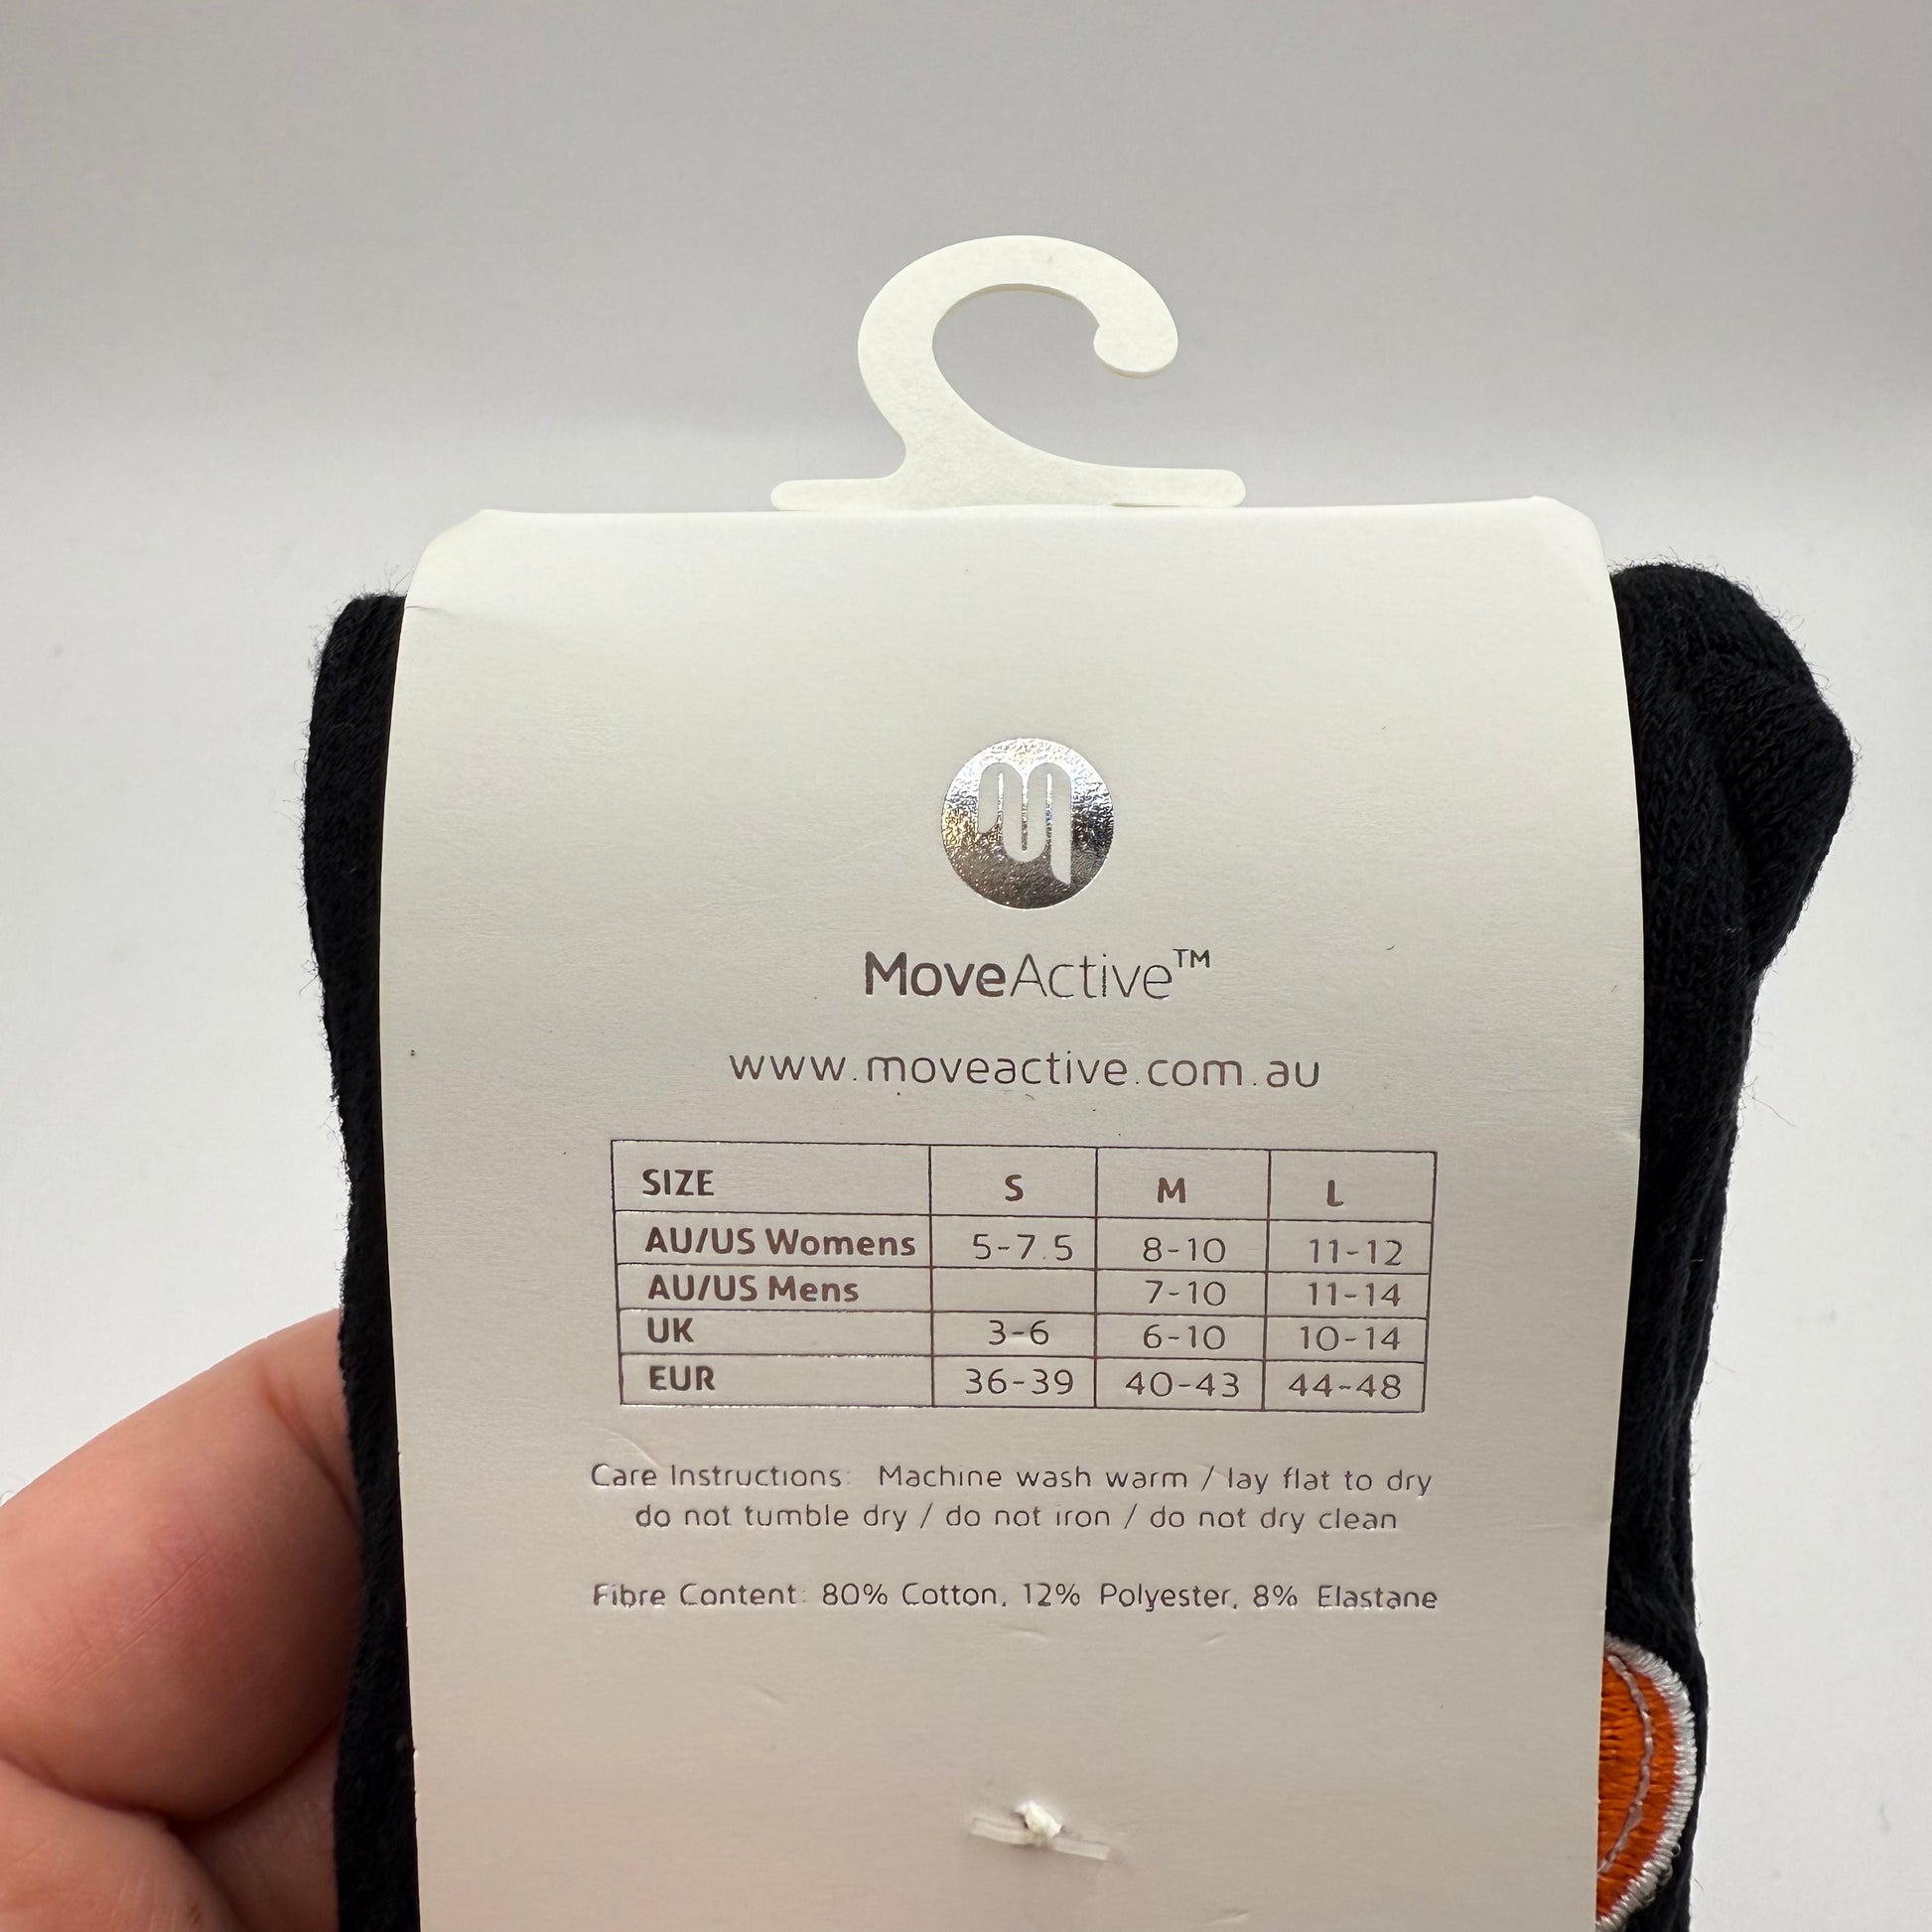 MoveActive™
www.moveactive.com.au
SIZE S M L
AU/US Womens 5-7.5 8-10 11-12
AU/US Mens 7-10 11-14
UK 3-6 6-10 10-14
EUR 36-39 40-43 44-48
Care Instructions: Machine wash warm / lay flat to dry
do not tumble dry / do not iron / do not dry clean
Fibre Content: 80% Cotton, 12% Polyester, 8% Elastane